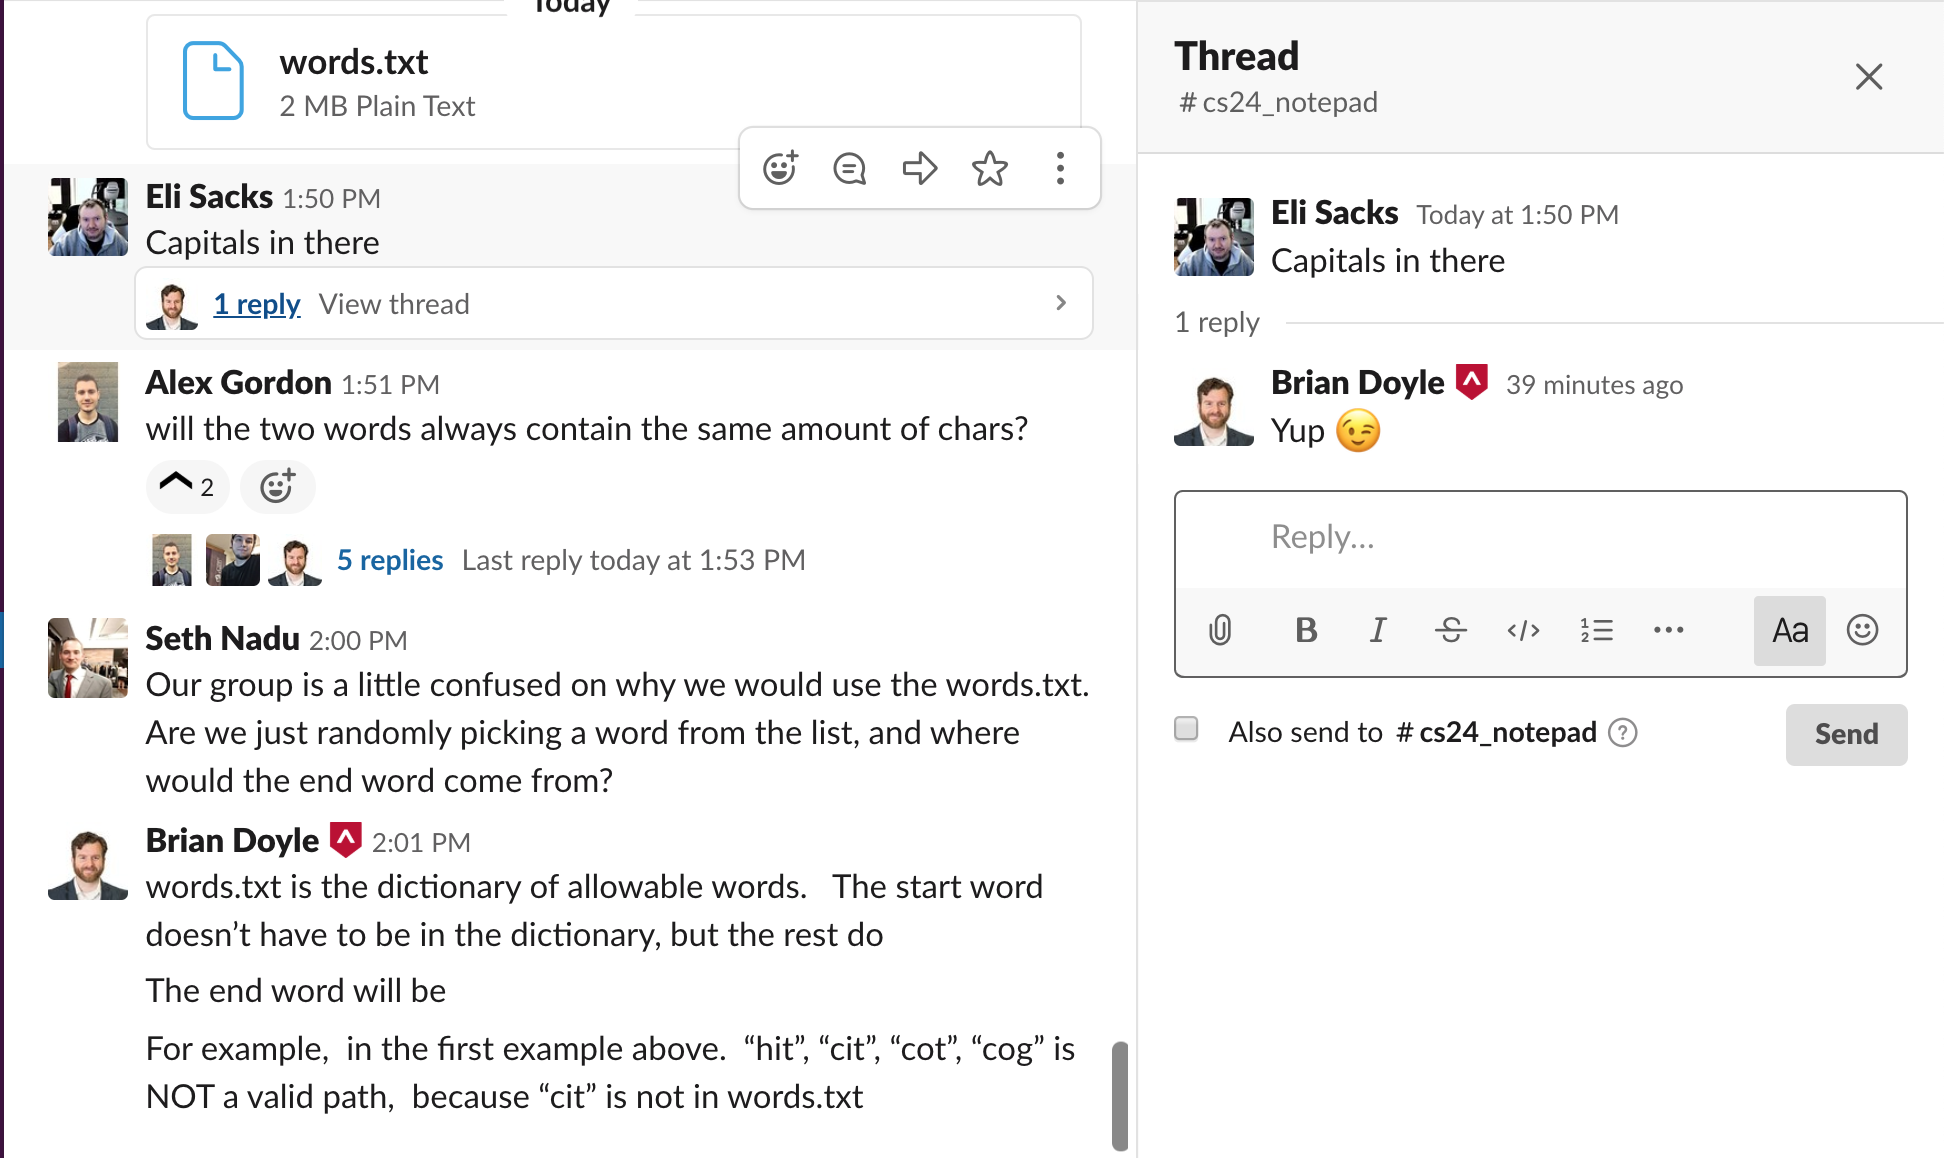 Today
words.txt
2 MB Plain Text
Eli Sacks 1:50 PM
Capitals in there
1 reply View thread
Alex Gordon 1:51 PM
will the two words always contain the same amount of chars?
2
5 replies Last reply today at 1:53 PM
Seth Nadu 2:00 PM
Our group is a little confused on why we would use the words.txt.
Are we just randomly picking a word from the list, and where
would the end word come from?
Brian Doyle 2:01 PM
words.txt is the dictionary of allowable words.   The start word
doesn’t have to be in the dictionary, but the rest do
The end word will be
For example,  in the first example above.  “hit”, “cit”, “cot”, “cog” is
NOT a valid path,  because “cit” is not in words.txt
Thread
# cs24_notepad
Eli Sacks Today at 1:50 PM
Capitals in there
1 reply
Brian Doyle 39 minutes ago
Yup 😉
Reply...
B I S </> Aa
Also send to # cs24_notepad ?
Send